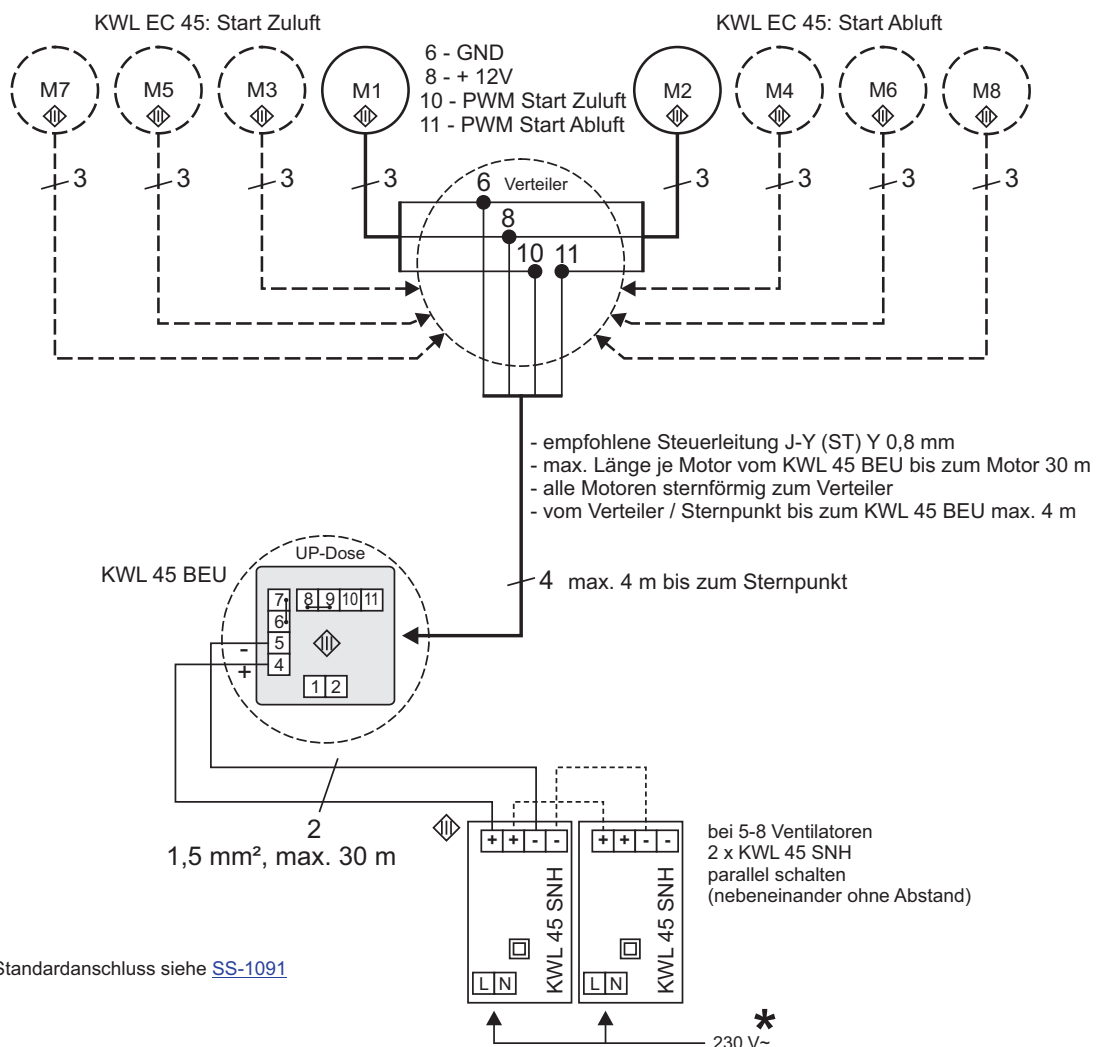 KWL EC 45: Start Zuluft
KWL EC 45: Start Abluft
M7
M5
M3
M1
6 - GND
8 - + 12V
10 - PWM Start Zuluft
11 - PWM Start Abluft
M2
M4
M6
M8
3
3
3
3
3
3
3
3
6
Verteiler
8
10
11
- empfohlene Steuerleitung J-Y (ST) Y 0,8 mm
- max. Länge je Motor vom KWL 45 BEU bis zum Motor 30 m
- alle Motoren sternförmig zum Verteiler
- vom Verteiler / Sternpunkt bis zum KWL 45 BEU max. 4 m
4 max. 4 m bis zum Sternpunkt
UP-Dose
KWL 45 BEU
7
8
9
10
11
6
5
-
4
+
1
2
2
1,5 mm², max. 30 m
+
+
-
-
+
+
-
-
KWL 45 SNH
KWL 45 SNH
bei 5-8 Ventilatoren
2 x KWL 45 SNH
parallel schalten
(nebeneinander ohne Abstand)
L
N
L
N
Standardanschluss siehe SS-1091
*
230 V~